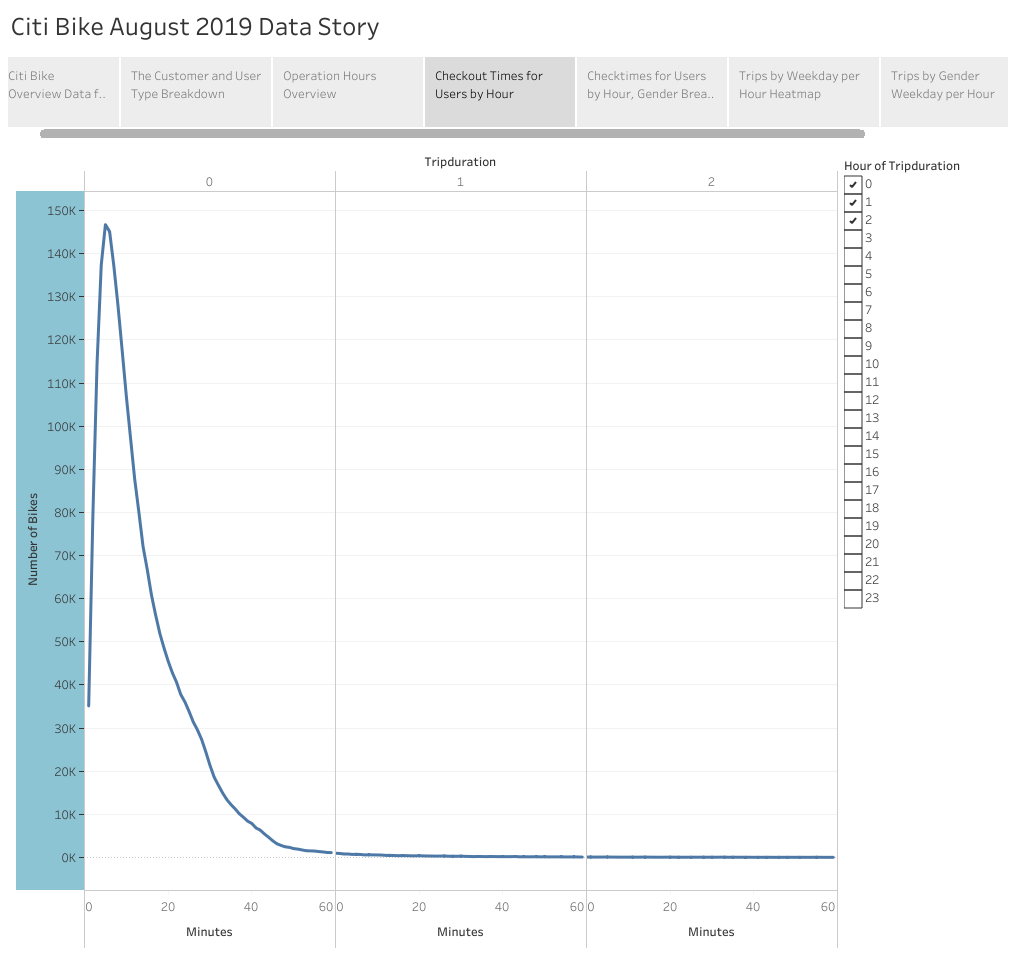 Citi Bike August 2019 Data Story
Citi Bike
Overview Data f..
The Customer and User
Type Breakdown
Operation Hours
Overview
Checkout Times for
Users by Hour
Checktimes for Users
by Hour, Gender Brea..
Trips by Weekday per
Hour Heatmap
Trips by Gender
Weekday per Hour
Tripduration
0 1 2
150K
140K
130K
120K
110K
100K
90K
80K
70K
60K
50K
40K
30K
20K
10K
0K
Number of Bikes
0 20 40 60 0 20 40 60 0 20 40 60
Minutes Minutes Minutes
Hour of Tripduration
0
1
2
3
4
5
6
7
8
9
10
11
12
13
14
15
16
17
18
19
20
21
22
23